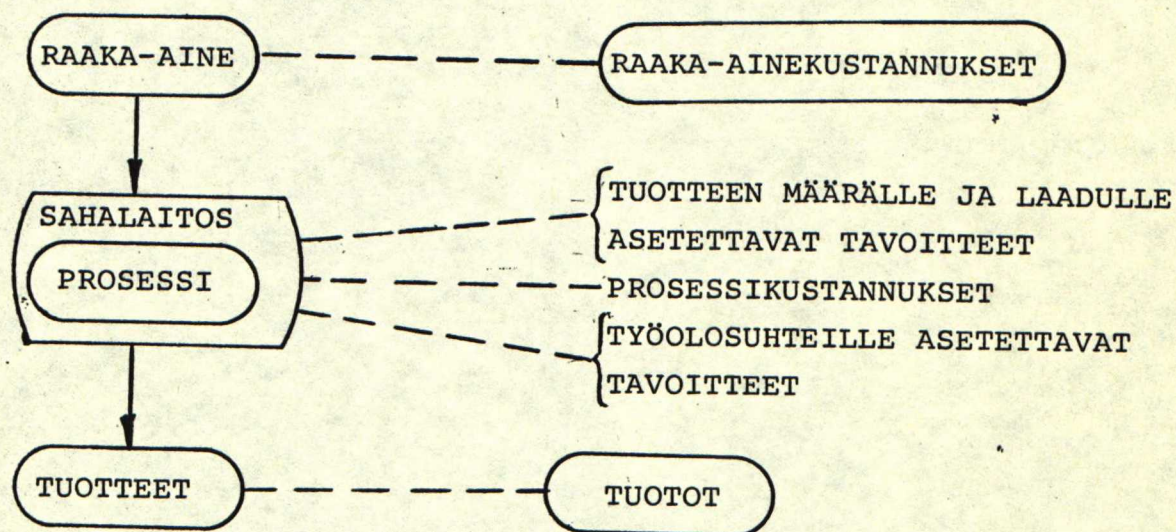 RAAKA-AINE
RAAKA-AINEKUSTANNUKSET
SAHALAITOS
PROSESSI
TUOTTEEN MÄÄRÄLLE JA LAADULLE
ASETETTAVAT TAVOITTEET
PROSESSIKUSTANNUKSET
TYÖOLOSUHTEILLE ASETETTAVAT
TAVOITTEET
TUOTTEET
TUOTOT